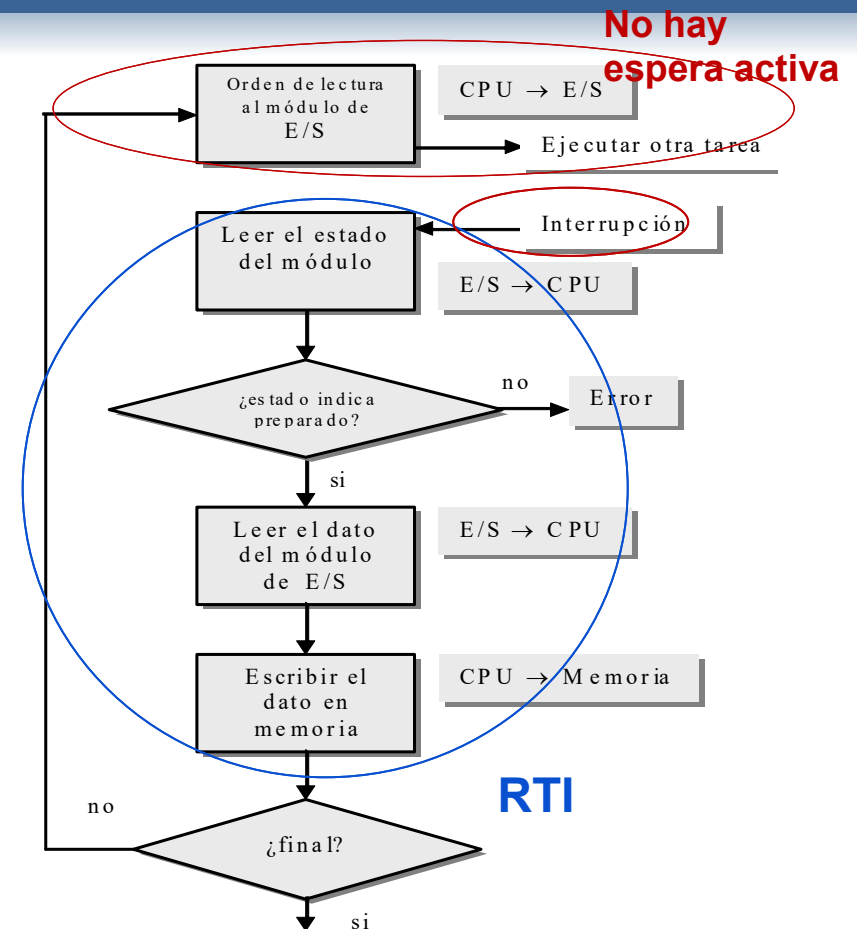 No hay
espera activa
Orden de lectura
al módulo de
E/S
CPU → E/S
Ejecutar otra tarea
Interrupción
Leer el estado
del módulo
E/S → CPU
¿estado indica
preparado?
no
Error
si
Leer el dato
del módulo
de E/S
E/S → CPU
Escribir el
dato en
memoria
CPU → Memoria
RTI
no
¿final?
si